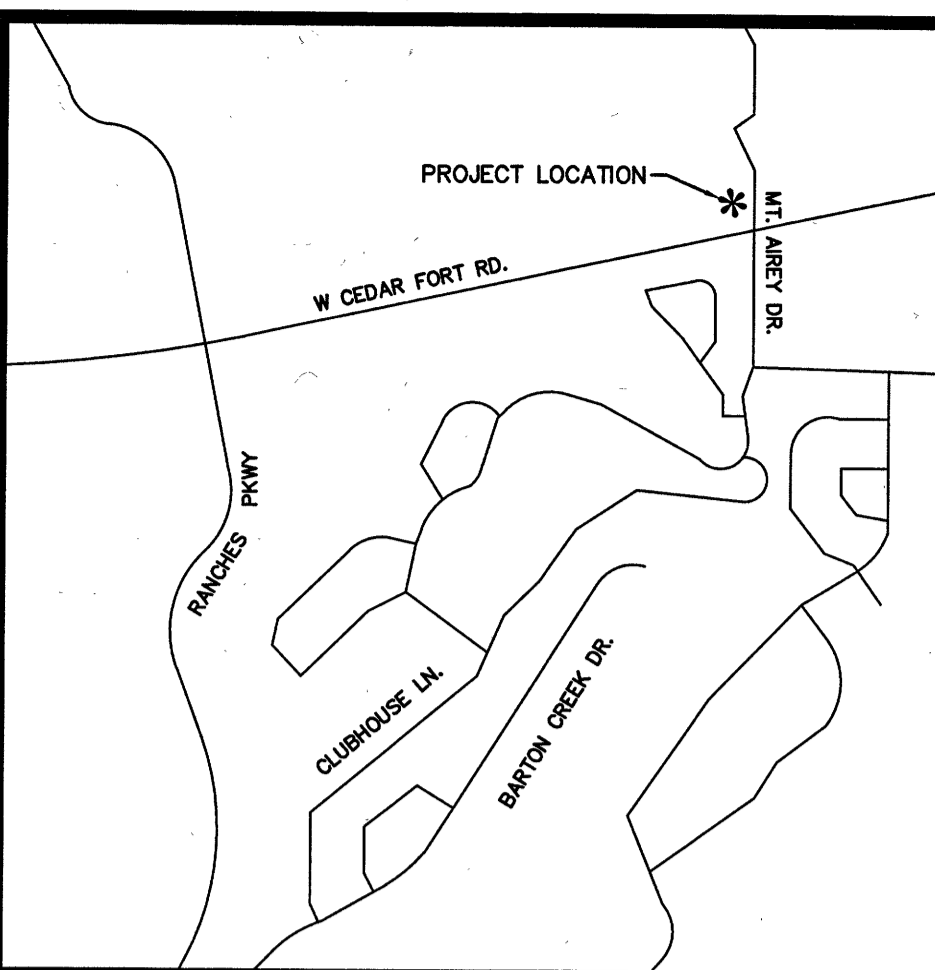 PROJECT LOCATION
MT. AIREY DR.
W CEDAR FORT RD.
RANCHES PKWY
CLUBHOUSE LN.
BARTON CREEK DR.